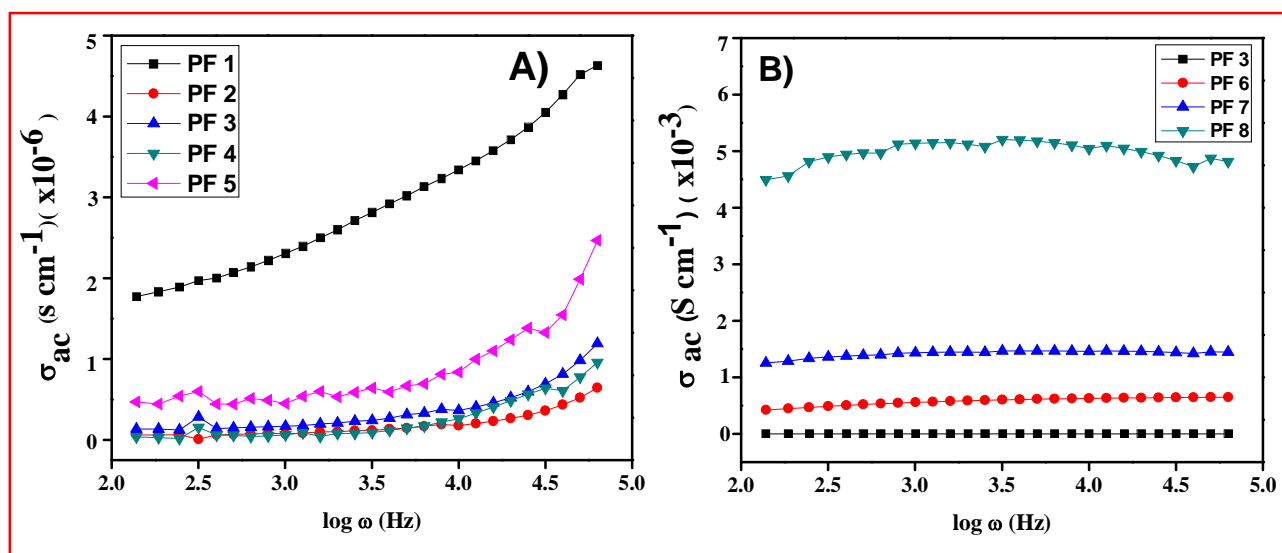 A)
PF 1
PF 2
PF 3
PF 4
PF 5
σac (s cm-1)( x10-6)
5
4
3
2
1
0
2.0 2.5 3.0 3.5 4.0 4.5 5.0
log ω (Hz)
B)
PF 3
PF 6
PF 7
PF 8
σ ac (S cm-1) ( x10-3)
7
6
5
4
3
2
1
0
2.0 2.5 3.0 3.5 4.0 4.5 5.0
log ω (Hz)